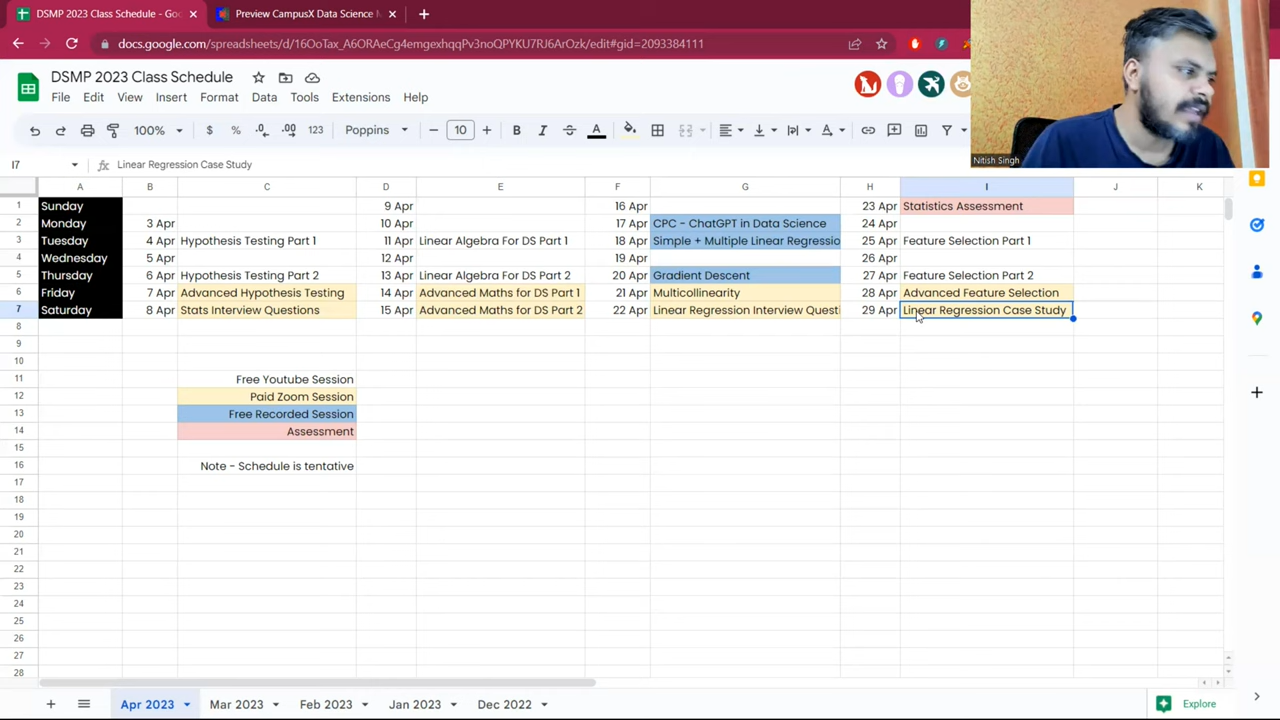 DSMP 2023 Class Schedule - Goo
Preview CampusX Data Science M
docs.google.com/spreadsheets/d/16OoTax_A6ORAeCg4emgexhqqPv3noQPYKU7RJ6ArOzk/edit#gid=2093384111
DSMP 2023 Class Schedule
File Edit View Insert Format Data Tools Extensions Help
100% $ % .0 .00 123 Poppins 10 B I A
Nitish Singh
I7 fx Linear Regression Case Study
A B C D E F G H I J K
1 Sunday 9 Apr 16 Apr 23 Apr Statistics Assessment
2 Monday 3 Apr 10 Apr 17 Apr CPC - ChatGPT in Data Science 24 Apr
3 Tuesday 4 Apr Hypothesis Testing Part 1 11 Apr Linear Algebra For DS Part 1 18 Apr Simple + Multiple Linear Regressio 25 Apr Feature Selection Part 1
4 Wednesday 5 Apr 12 Apr 19 Apr 26 Apr
5 Thursday 6 Apr Hypothesis Testing Part 2 13 Apr Linear Algebra For DS Part 2 20 Apr Gradient Descent 27 Apr Feature Selection Part 2
6 Friday 7 Apr Advanced Hypothesis Testing 14 Apr Advanced Maths for DS Part 1 21 Apr Multicollinearity 28 Apr Advanced Feature Selection
7 Saturday 8 Apr Stats Interview Questions 15 Apr Advanced Maths for DS Part 2 22 Apr Linear Regression Interview Questi 29 Apr Linear Regression Case Study
8
9
10
11 Free Youtube Session
12 Paid Zoom Session
13 Free Recorded Session
14 Assessment
15
16 Note - Schedule is tentative
17
18
19
20
21
22
23
24
25
26
27
28
Apr 2023 Mar 2023 Feb 2023 Jan 2023 Dec 2022 Explore